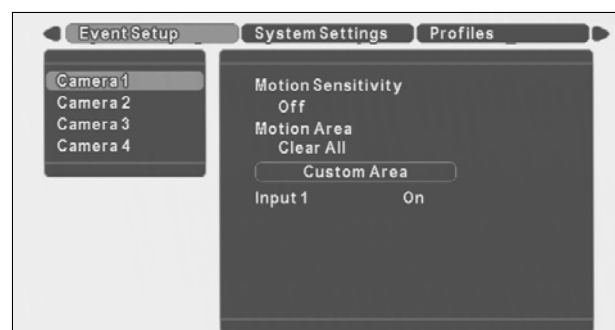 Event Setup
System Settings
Profiles
Camera 1
Camera 2
Camera 3
Camera 4
Motion Sensitivity
Off
Motion Area
Clear All
Custom Area
Input 1 On